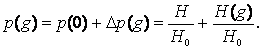 p(g) = p(0) + Δp(g) = H/H₀ + H(g)/H₀.